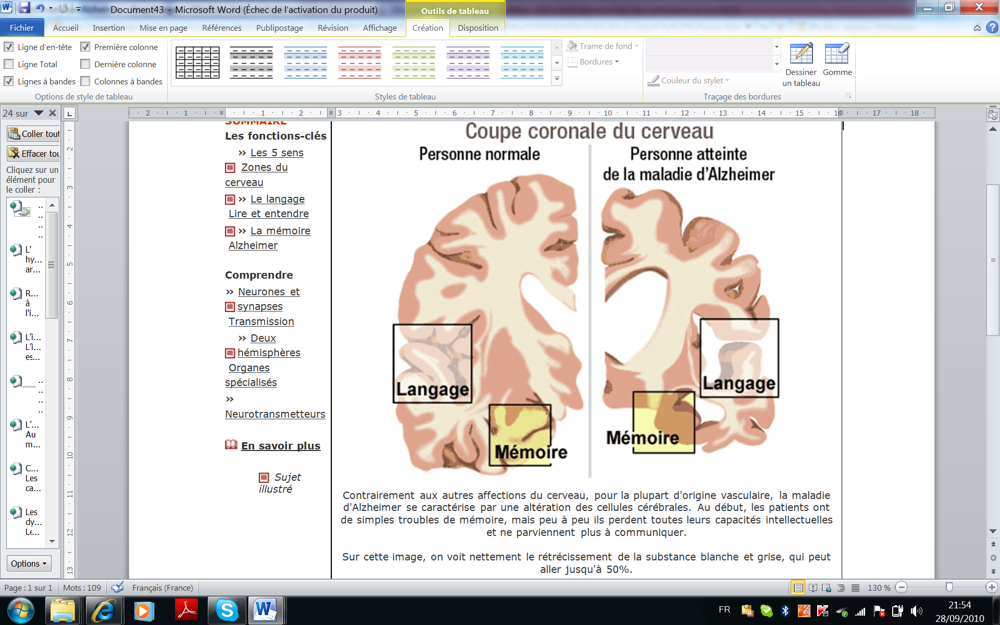 Document43 - Microsoft Word (Échec de l'activation du produit)
Outils de tableau
Fichier
Accueil
Insertion
Mise en page
Références
Publipostage
Révision
Affichage
Création
Disposition
Ligne d'en-tête
Première colonne
Ligne Total
Dernière colonne
Lignes à bandes
Colonnes à bandes
Options de style de tableau
Styles de tableau
Trame de fond
Bordures
Couleur du stylet
Dessiner
un tableau
Gomme
Traçage des bordures
24 sur
Coller tout
Effacer tou
Cliquez sur un
élément pour
le coller :
L'
hy...
ar...
R...
à
l'i...
L'i...
L'i...
es...
L'...
Au
m...
C...
Les
ca...
Les
dy...
Le...
Options
2 1 1 2 3 4 5 6 7 8 9 10 11 12 13 14 15 16 17 18
2
3
4
5
6
7
8
9
10
11
12
13
SOMMAIRE
Les fonctions-clés
» Les 5 sens
Zones du
cerveau
» Le langage
Lire et entendre
» La mémoire
Alzheimer
Comprendre
» Neurones et
synapses
Transmission
» Deux
hémisphères
Organes
spécialisés
»
Neurotransmetteurs
En savoir plus
Sujet
illustré
Coupe coronale du cerveau
Personne normale
Personne atteinte
de la maladie d'Alzheimer
Langage
Mémoire
Langage
Mémoire
Contrairement aux autres affections du cerveau, pour la plupart d'origine vasculaire, la maladie
d'Alzheimer se caractérise par une altération des cellules cérébrales. Au début, les patients ont
de simples troubles de mémoire, mais peu à peu ils perdent toutes leurs capacités intellectuelles
et ne parviennent plus à communiquer.
Sur cette image, on voit nettement le rétrécissement de la substance blanche et grise, qui peut
aller jusqu'à 50%.
Page : 1 sur 1
Mots : 109
Français (France)
130 %
FR
21:54
28/09/2010